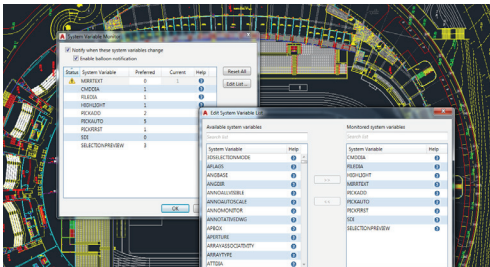 System Variable Monitor
Notify when these system variables change
Enable balloon notification
Status System Variable Preferred Current Help
MIRRTEXT 0 1
CMDDIA 1
FILEDIA 1
HIGHLIGHT 1
PICKADD 2
PICKAUTO 5
PICKFIRST 1
SDI 0
SELECTIONPREVIEW 3
Reset All
Edit List...
OK
Edit System Variable List
Available system variables
Search list
System Variable Help
3DSELECTIONMODE
AFLAGS
ANGBASE
ANGDIR
ANNOALLVISIBLE
ANNOAUTOSCALE
ANNOMONITOR
ANNOTATIVEDWG
APBOX
APERTURE
ARRAYASSOCIATIVITY
ARRAYTYPE
ATTDIA
>>
<<
Monitored system variables
Search list
System Variable Help
CMDDIA
FILEDIA
HIGHLIGHT
MIRRTEXT
PICKADD
PICKAUTO
PICKFIRST
SDI
SELECTIONPREVIEW